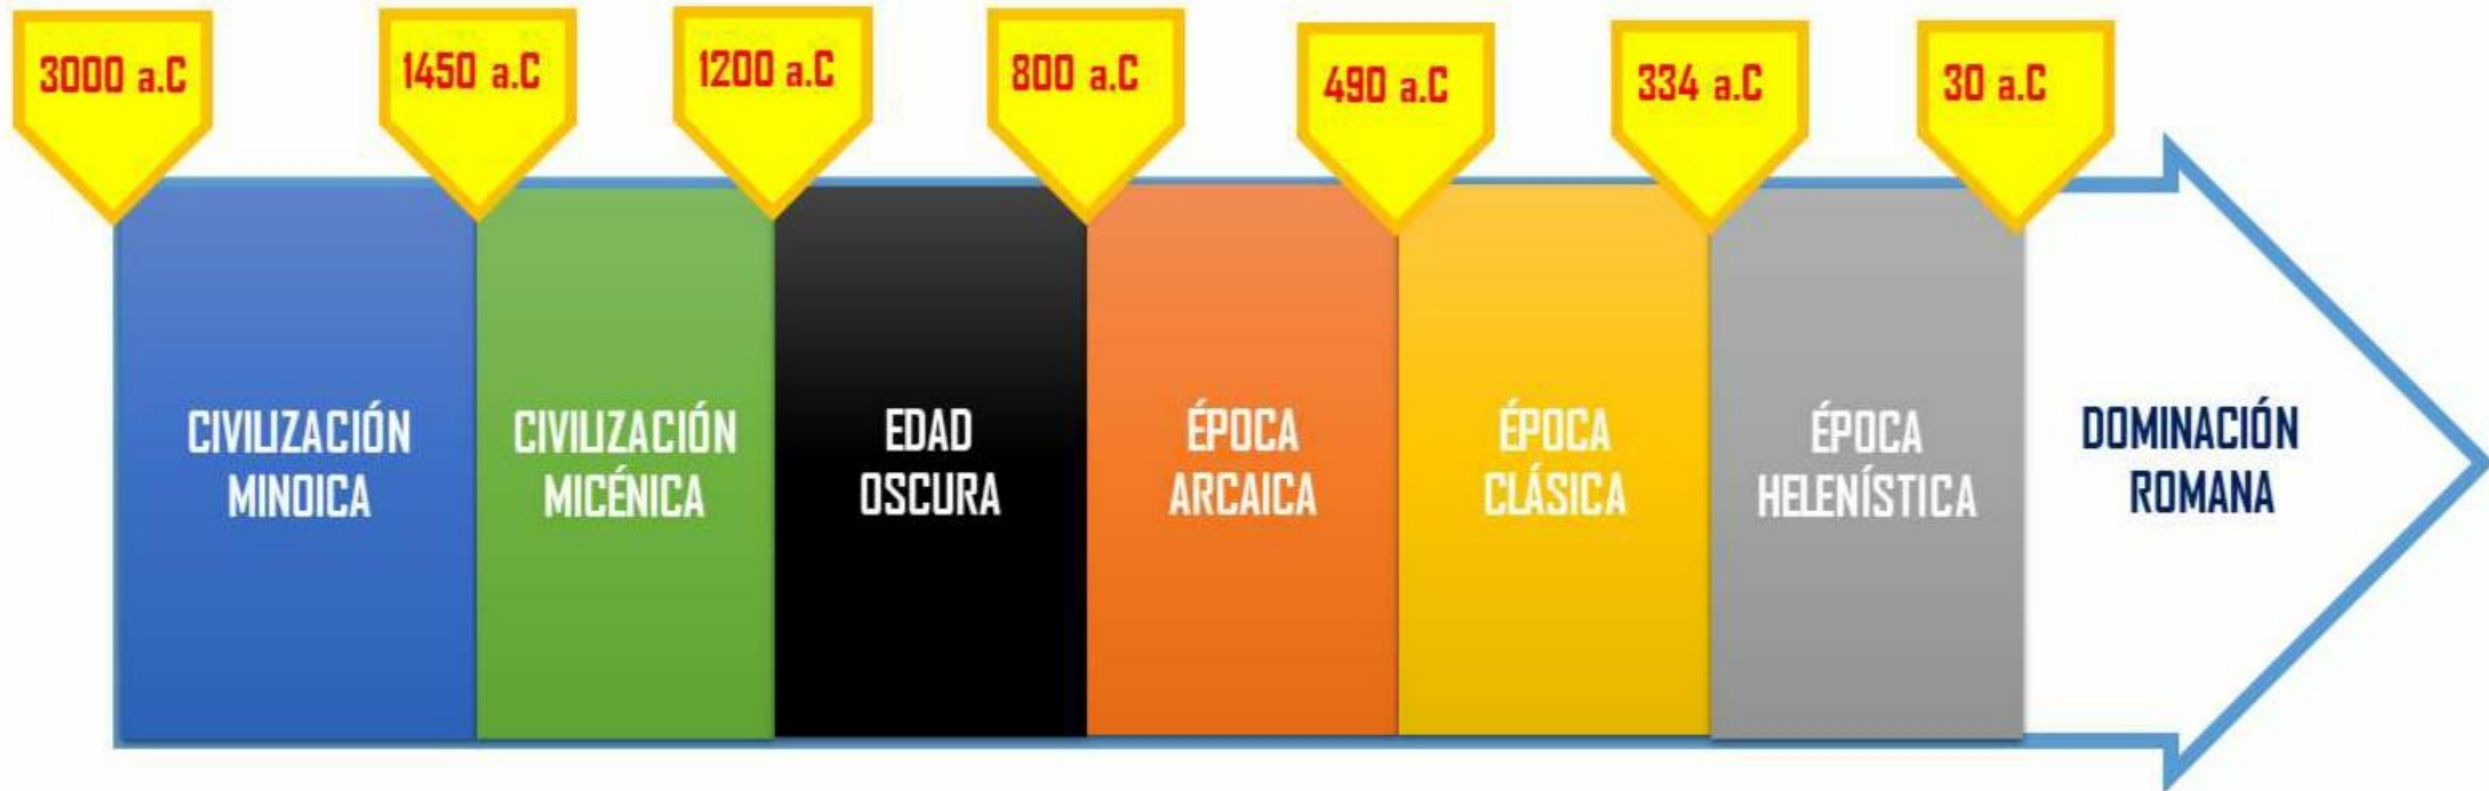 3000 a.C
1450 a.C
1200 a.C
800 a.C
490 a.C
334 a.C
30 a.C
CIVILIZACIÓN
MINOICA
CIVILIZACIÓN
MICÉNICA
EDAD
OSCURA
ÉPOCA
ARCAICA
ÉPOCA
CLÁSICA
ÉPOCA
HELENÍSTICA
DOMINACIÓN
ROMANA